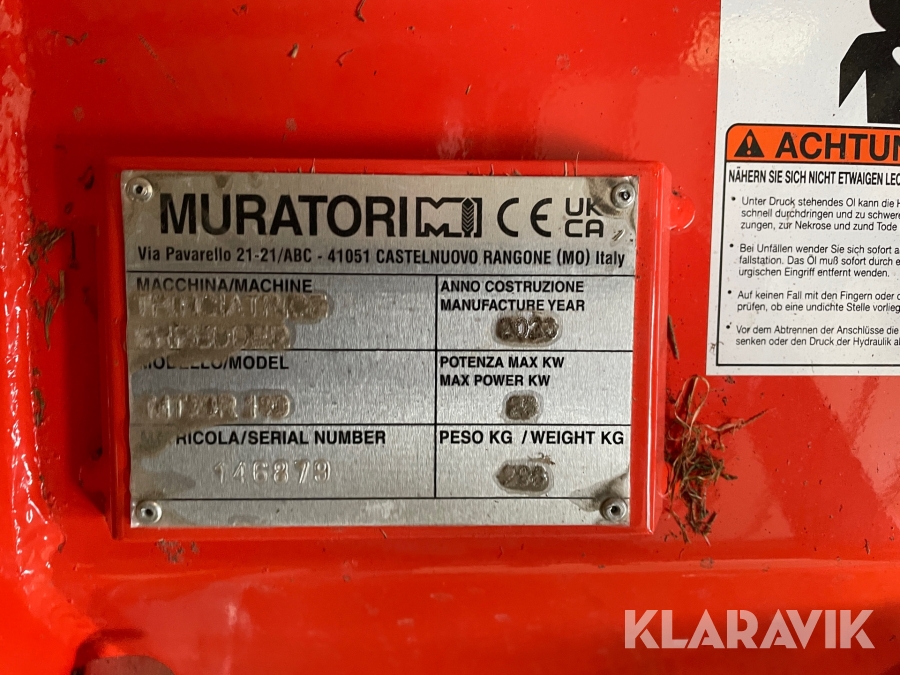 MURATORI M CE UK CA
Via Pavarello 21-21/ABC - 41051 CASTELNUOVO RANGONE (MO) Italy
MACCHINA/MACHINE
MODELLO/MODEL
MATRICOLA/SERIAL NUMBER
146879
ANNO COSTRUZIONE
MANUFACTURE YEAR
POTENZA MAX KW
MAX POWER KW
PESO KG / WEIGHT KG
ACHTUN
NÄHERN SIE SICH NICHT ETWAIGEN LEC
• Unter Druck stehendes Öl kann die H
schnell durchdringen und zu schwere
zungen, zur Nekrose und zund Tode
• Bei Unfällen wender Sie sich sofort a
fallstation. Das Öl muß sofort durch e
urgischen Eingriff entfernt wenden.
• Auf keinen Fall mit den Fingern oder d
prüfen, ob eine undichte Stelle vorlieg
• Vor dem Abtrennen der Anschlüsse die
senken oder den Druck der Hydraulik al
KLARAVIK